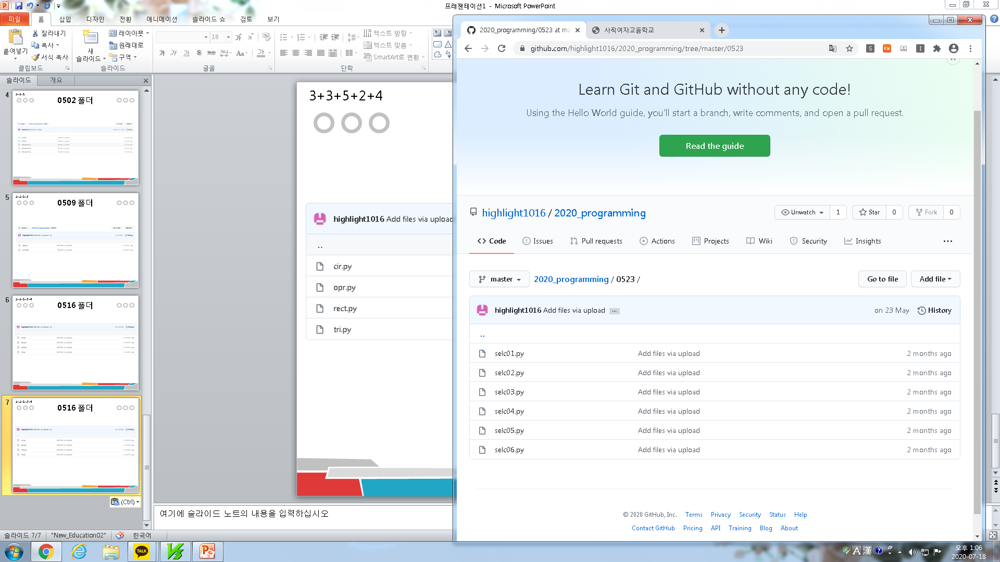 프레젠테이션1 - Microsoft PowerPoint
파일 홈 삽입 디자인 전환 애니메이션 슬라이드 쇼 검토 보기
붙여넣기
잘라내기
복사
서식 복사
클립보드
새
슬라이드
레이아웃
원래대로
구역
슬라이드
18
가 가 가 S 가나 Aa 가
글꼴
텍스트 방향
텍스트 맞춤
SmartArt로 변환
단락
슬라이드 개요
4
0502 폴더
5
0509 폴더
6
0516 폴더
7
0516 폴더
(Ctrl)
3+3+5+2+4
highlight1016 Add files via upload
..
cir.py
opr.py
rect.py
tri.py
여기에 슬라이드 노트의 내용을 입력하십시오
슬라이드 7/7 "New_Education02" 한국어
2020_programming/0523 at ma
사직여자고등학교
github.com/highlight1016/2020_programming/tree/master/0523
Learn Git and GitHub without any code!
Using the Hello World guide, you’ll start a branch, write comments, and open a pull request.
Read the guide
highlight1016 / 2020_programming
Unwatch 1 Star 0 Fork 0
Code Issues Pull requests Actions Projects Wiki Security Insights ...
master 2020_programming / 0523 / Go to file Add file
highlight1016 Add files via upload ... on 23 May History
..
selc01.py Add files via upload 2 months ago
selc02.py Add files via upload 2 months ago
selc03.py Add files via upload 2 months ago
selc04.py Add files via upload 2 months ago
selc05.py Add files via upload 2 months ago
selc06.py Add files via upload 2 months ago
© 2020 GitHub, Inc. Terms Privacy Security Status Help
Contact GitHub Pricing API Training Blog About
TALK
A 漢
오후 1:06
2020-07-18